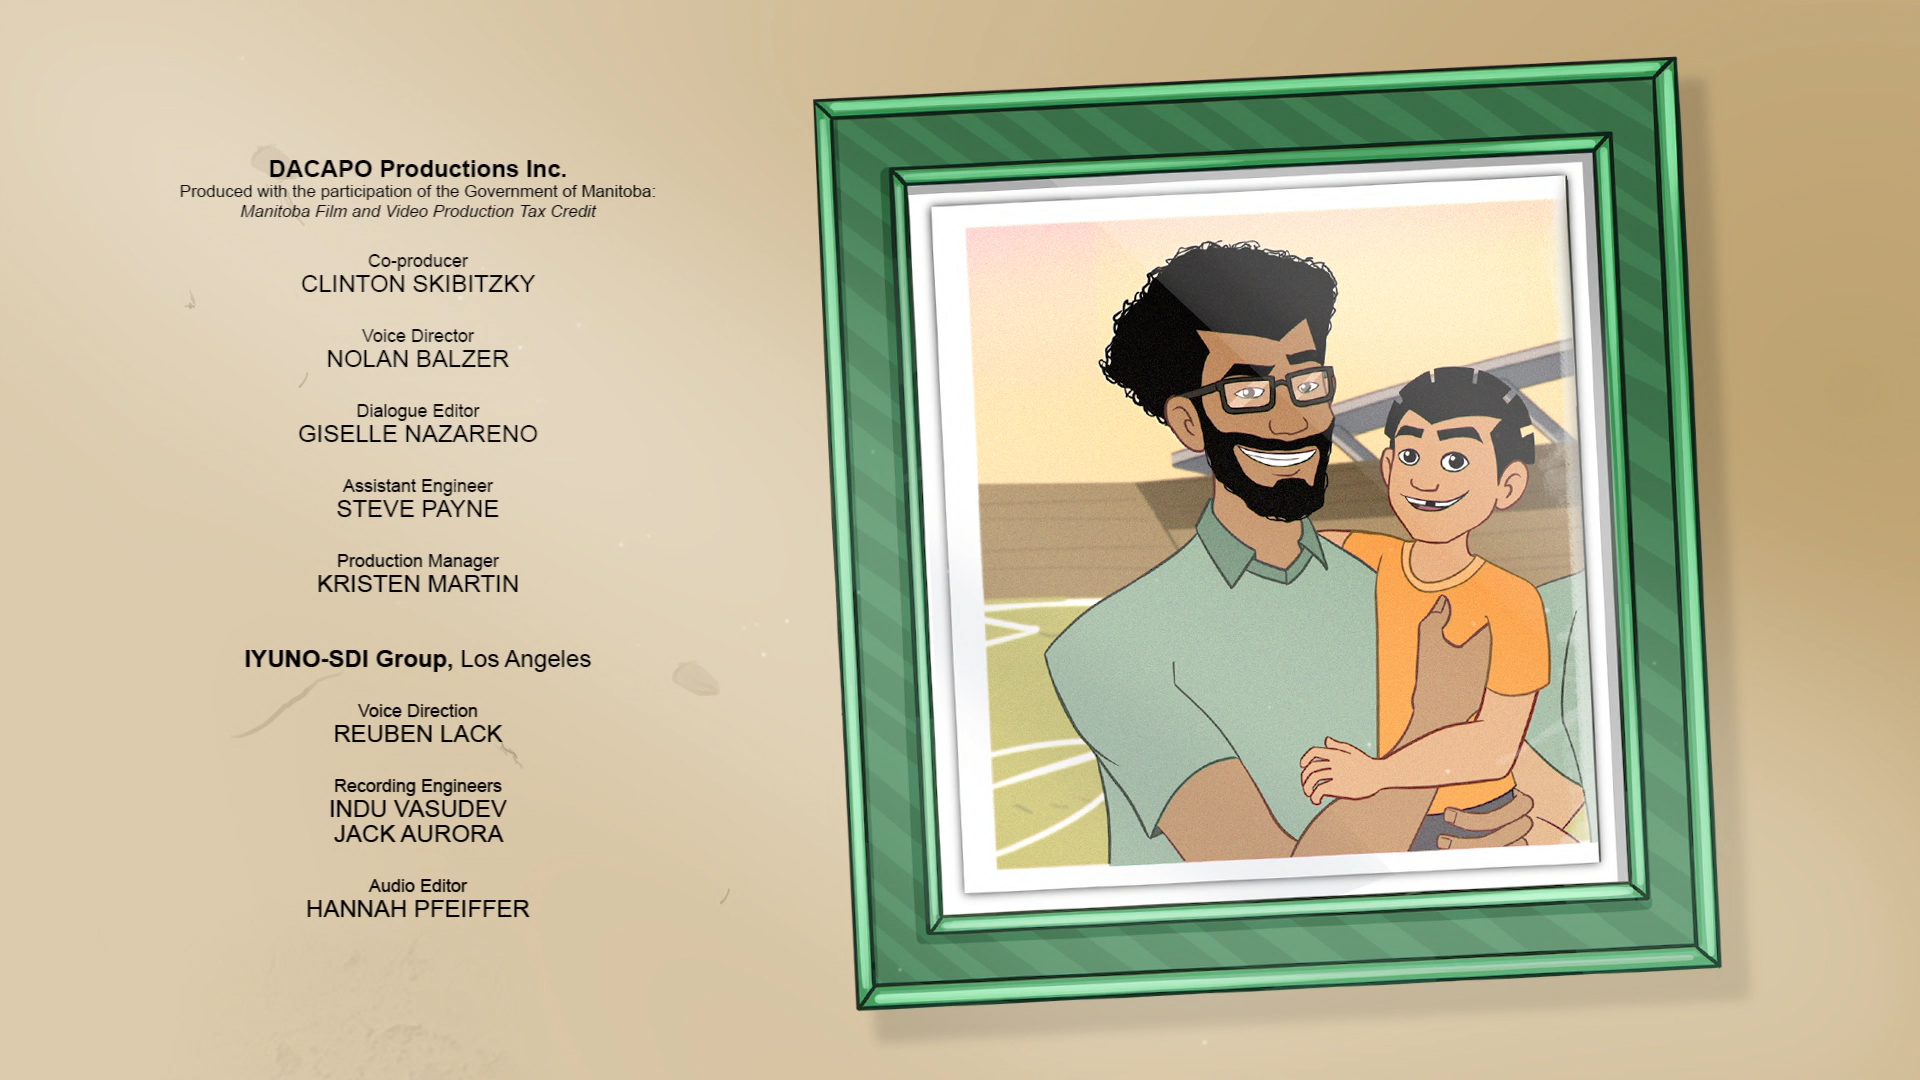 DACAPO Productions Inc.
Produced with the participation of the Government of Manitoba:
Manitoba Film and Video Production Tax Credit
Co-producer
CLINTON SKIBITZKY
Voice Director
NOLAN BALZER
Dialogue Editor
GISELLE NAZARENO
Assistant Engineer
STEVE PAYNE
Production Manager
KRISTEN MARTIN
IYUNO-SDI Group, Los Angeles
Voice Direction
REUBEN LACK
Recording Engineers
INDU VASUDEV
JACK AURORA
Audio Editor
HANNAH PFEIFFER